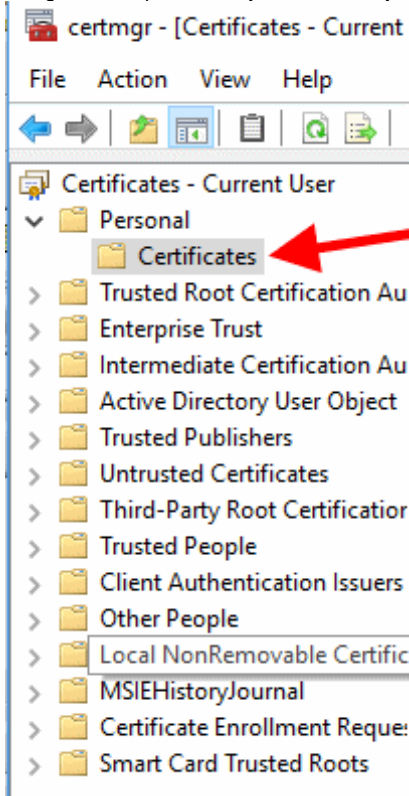 certmgr - [Certificates - Current
File Action View Help
Certificates - Current User
Personal
Certificates
Trusted Root Certification Au
Enterprise Trust
Intermediate Certification Au
Active Directory User Object
Trusted Publishers
Untrusted Certificates
Third-Party Root Certification
Trusted People
Client Authentication Issuers
Other People
Local NonRemovable Certific
MSIEHistoryJournal
Certificate Enrollment Reque
Smart Card Trusted Roots